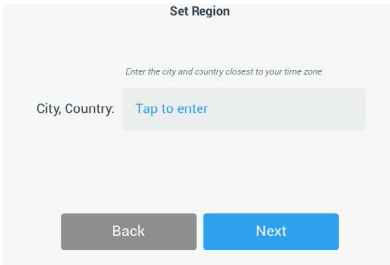 Set Region
Enter the city and country closest to your time zone
City, Country: Tap to enter
Back Next